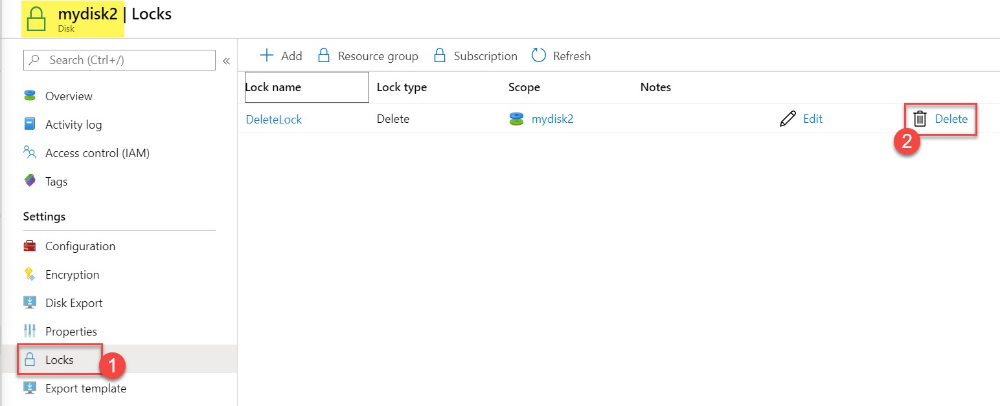 mydisk2 | Locks
Disk
Search (Ctrl+/)
«
Add Resource group Subscription Refresh
Lock name Lock type Scope Notes
DeleteLock Delete mydisk2 Edit Delete
2
Overview
Activity log
Access control (IAM)
Tags
Settings
Configuration
Encryption
Disk Export
Properties
Locks
1
Export template